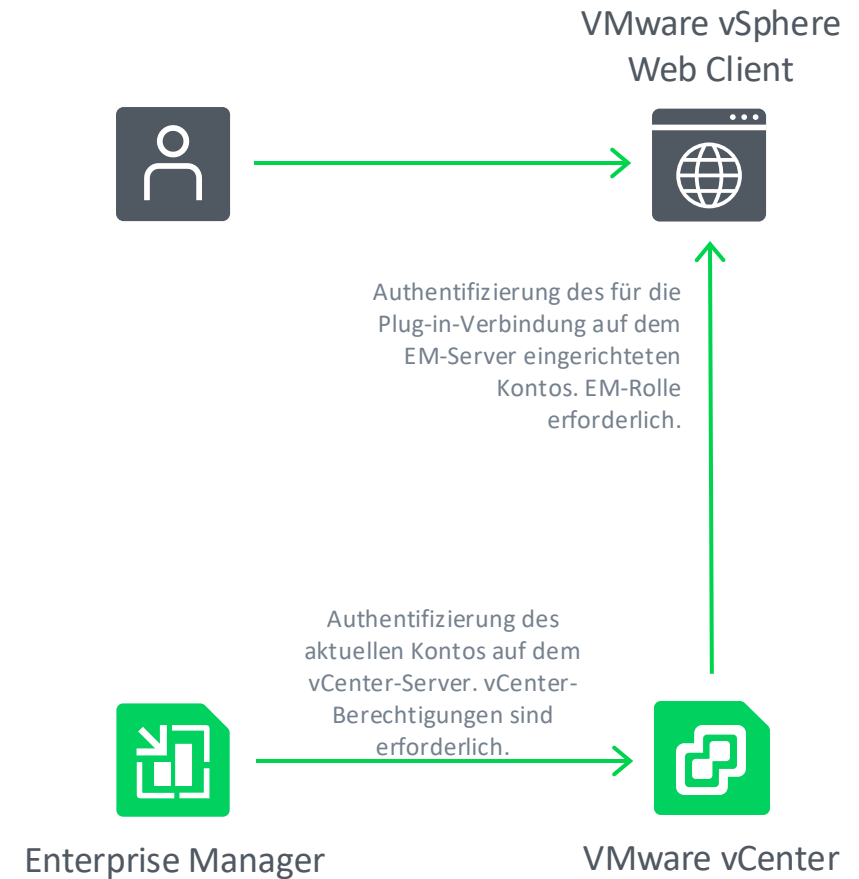 VMware vSphere
Web Client
Authentifizierung des für die
Plug-in-Verbindung auf dem
EM-Server eingerichteten
Kontos. EM-Rolle
erforderlich.
Authentifizierung des
aktuellen Kontos auf dem
vCenter-Server. vCenter-
Berechtigungen sind
erforderlich.
Enterprise Manager
VMware vCenter